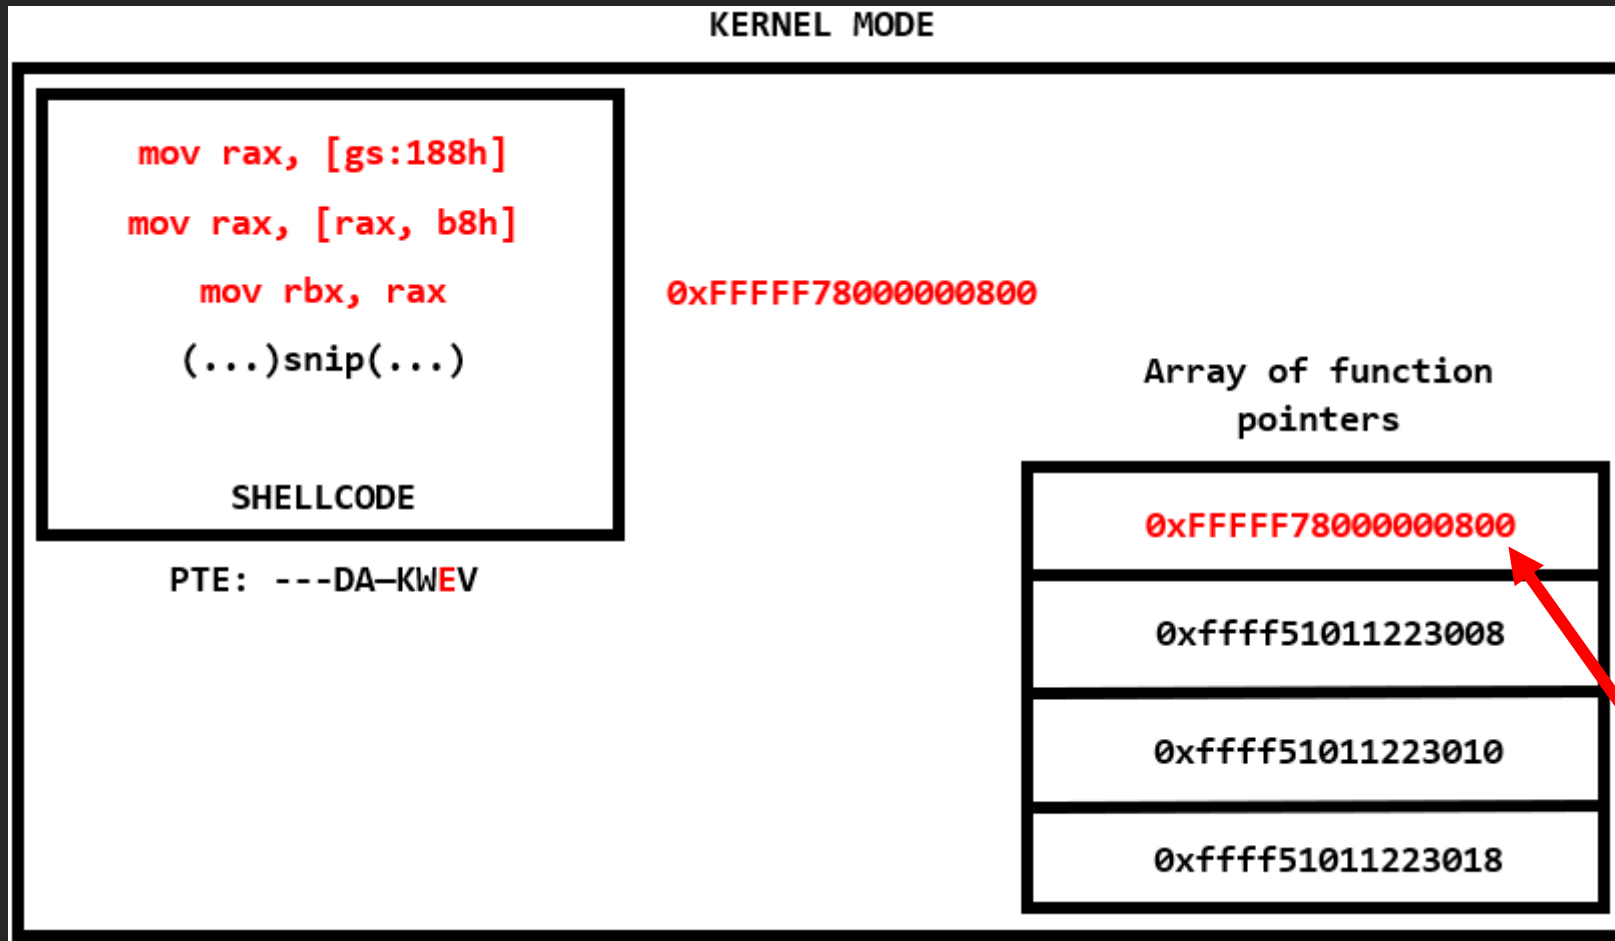 KERNEL MODE
mov rax, [gs:188h]
mov rax, [rax, b8h]
mov rbx, rax
(...)snip(...)
SHELLCODE
PTE: ---DA—KWEV
0xFFFFF78000000800
Array of function
pointers
0xFFFFF78000000800
0xffff51011223008
0xffff51011223010
0xffff51011223018